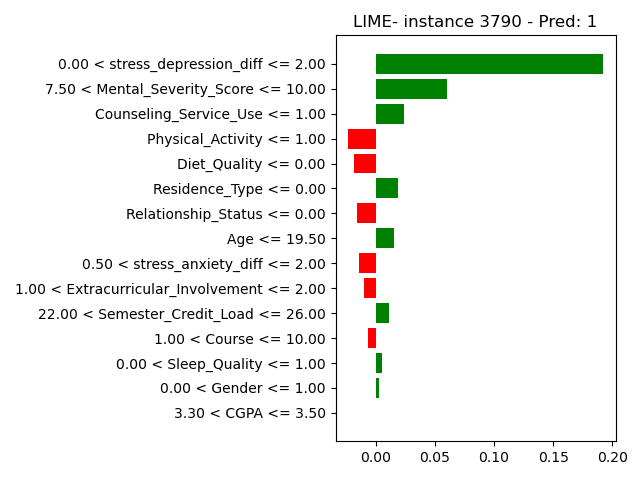 LIME- instance 3790 - Pred: 1
0.00 < stress_depression_diff <= 2.00
7.50 < Mental_Severity_Score <= 10.00
Counseling_Service_Use <= 1.00
Physical_Activity <= 1.00
Diet_Quality <= 0.00
Residence_Type <= 0.00
Relationship_Status <= 0.00
Age <= 19.50
0.50 < stress_anxiety_diff <= 2.00
1.00 < Extracurricular_Involvement <= 2.00
22.00 < Semester_Credit_Load <= 26.00
1.00 < Course <= 10.00
0.00 < Sleep_Quality <= 1.00
0.00 < Gender <= 1.00
3.30 < CGPA <= 3.50
0.00 0.05 0.10 0.15 0.20